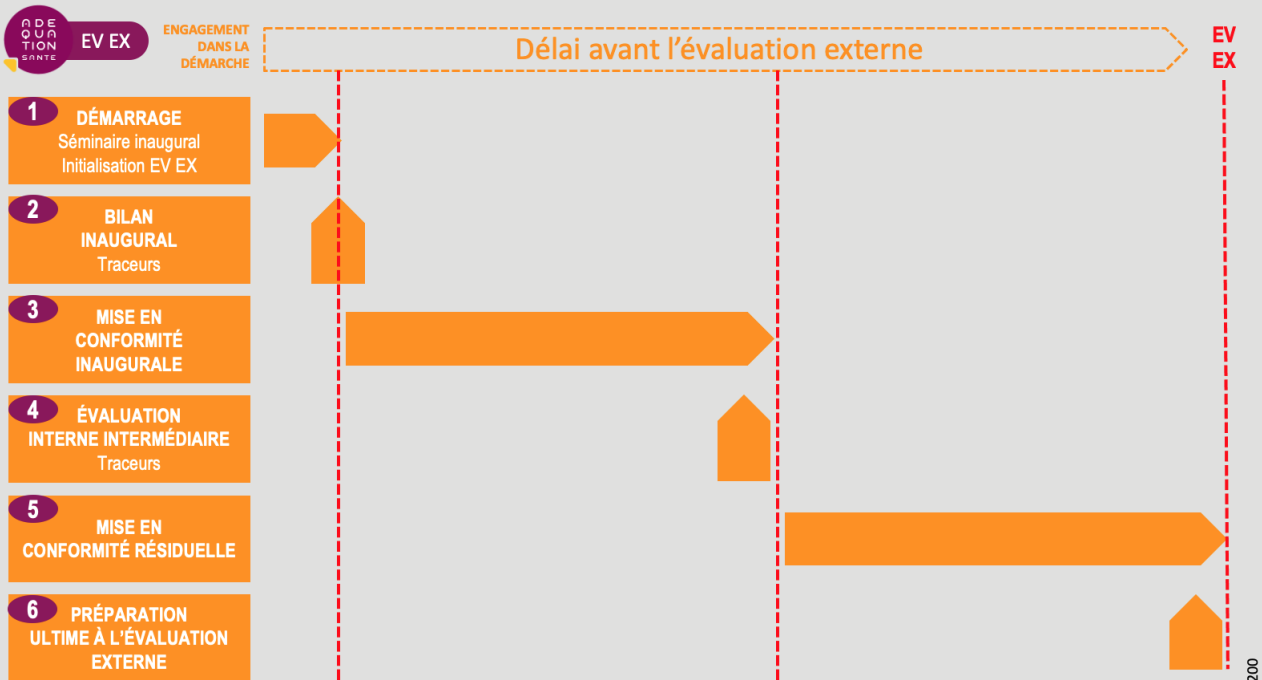 ADE
QUA
TION
SANTE
EV EX
ENGAGEMENT
DANS LA
DÉMARCHE
Délai avant l’évaluation externe
EV
EX
1
DÉMARRAGE
Séminaire inaugural
Initialisation EV EX
2
BILAN
INAUGURAL
Traceurs
3
MISE EN
CONFORMITÉ
INAUGURALE
4
ÉVALUATION
INTERNE INTERMÉDIAIRE
Traceurs
5
MISE EN
CONFORMITÉ RÉSIDUELLE
6
PRÉPARATION
ULTIME À L’ÉVALUATION
EXTERNE
200